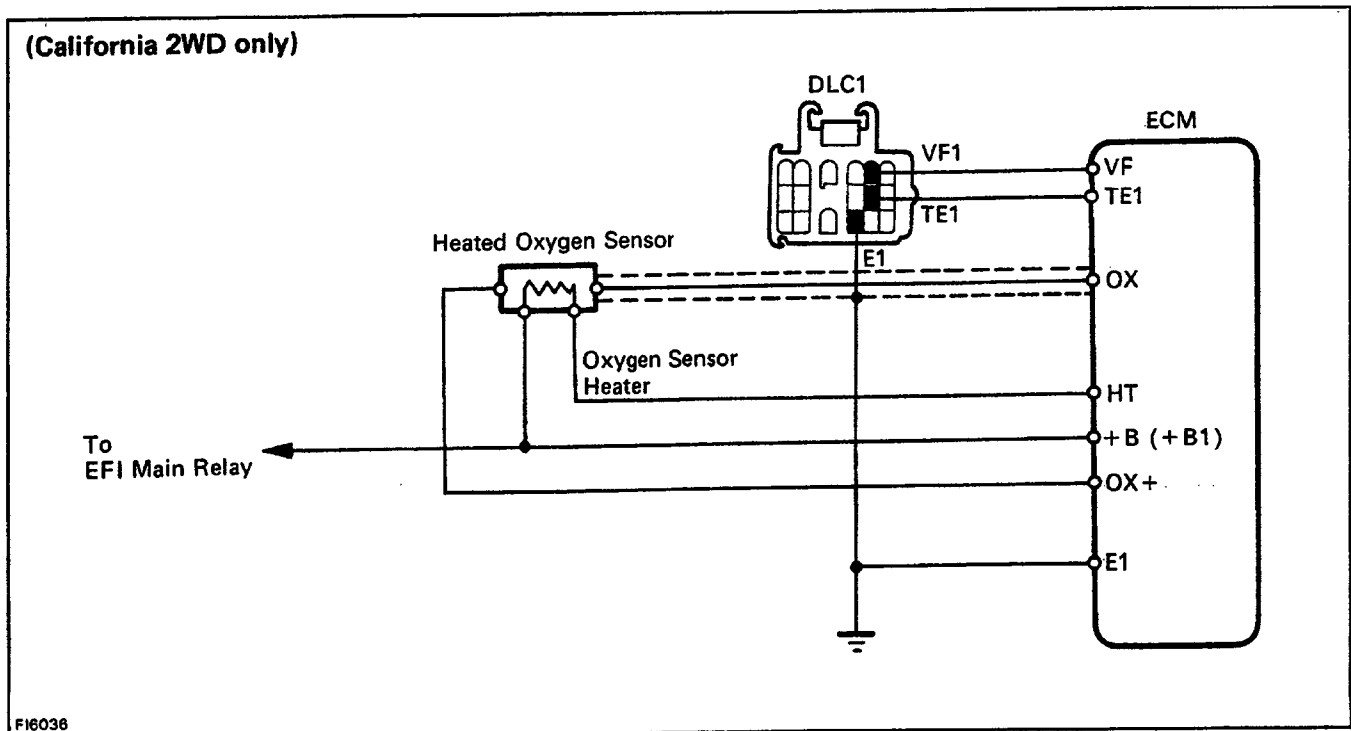 (California 2WD only)
DLC1
ECM
VF1
VF
TE1
TE1
Heated Oxygen Sensor
E1
OX
Oxygen Sensor
Heater
HT
To
EFI Main Relay
+B (+B1)
OX+
E1
FI6036